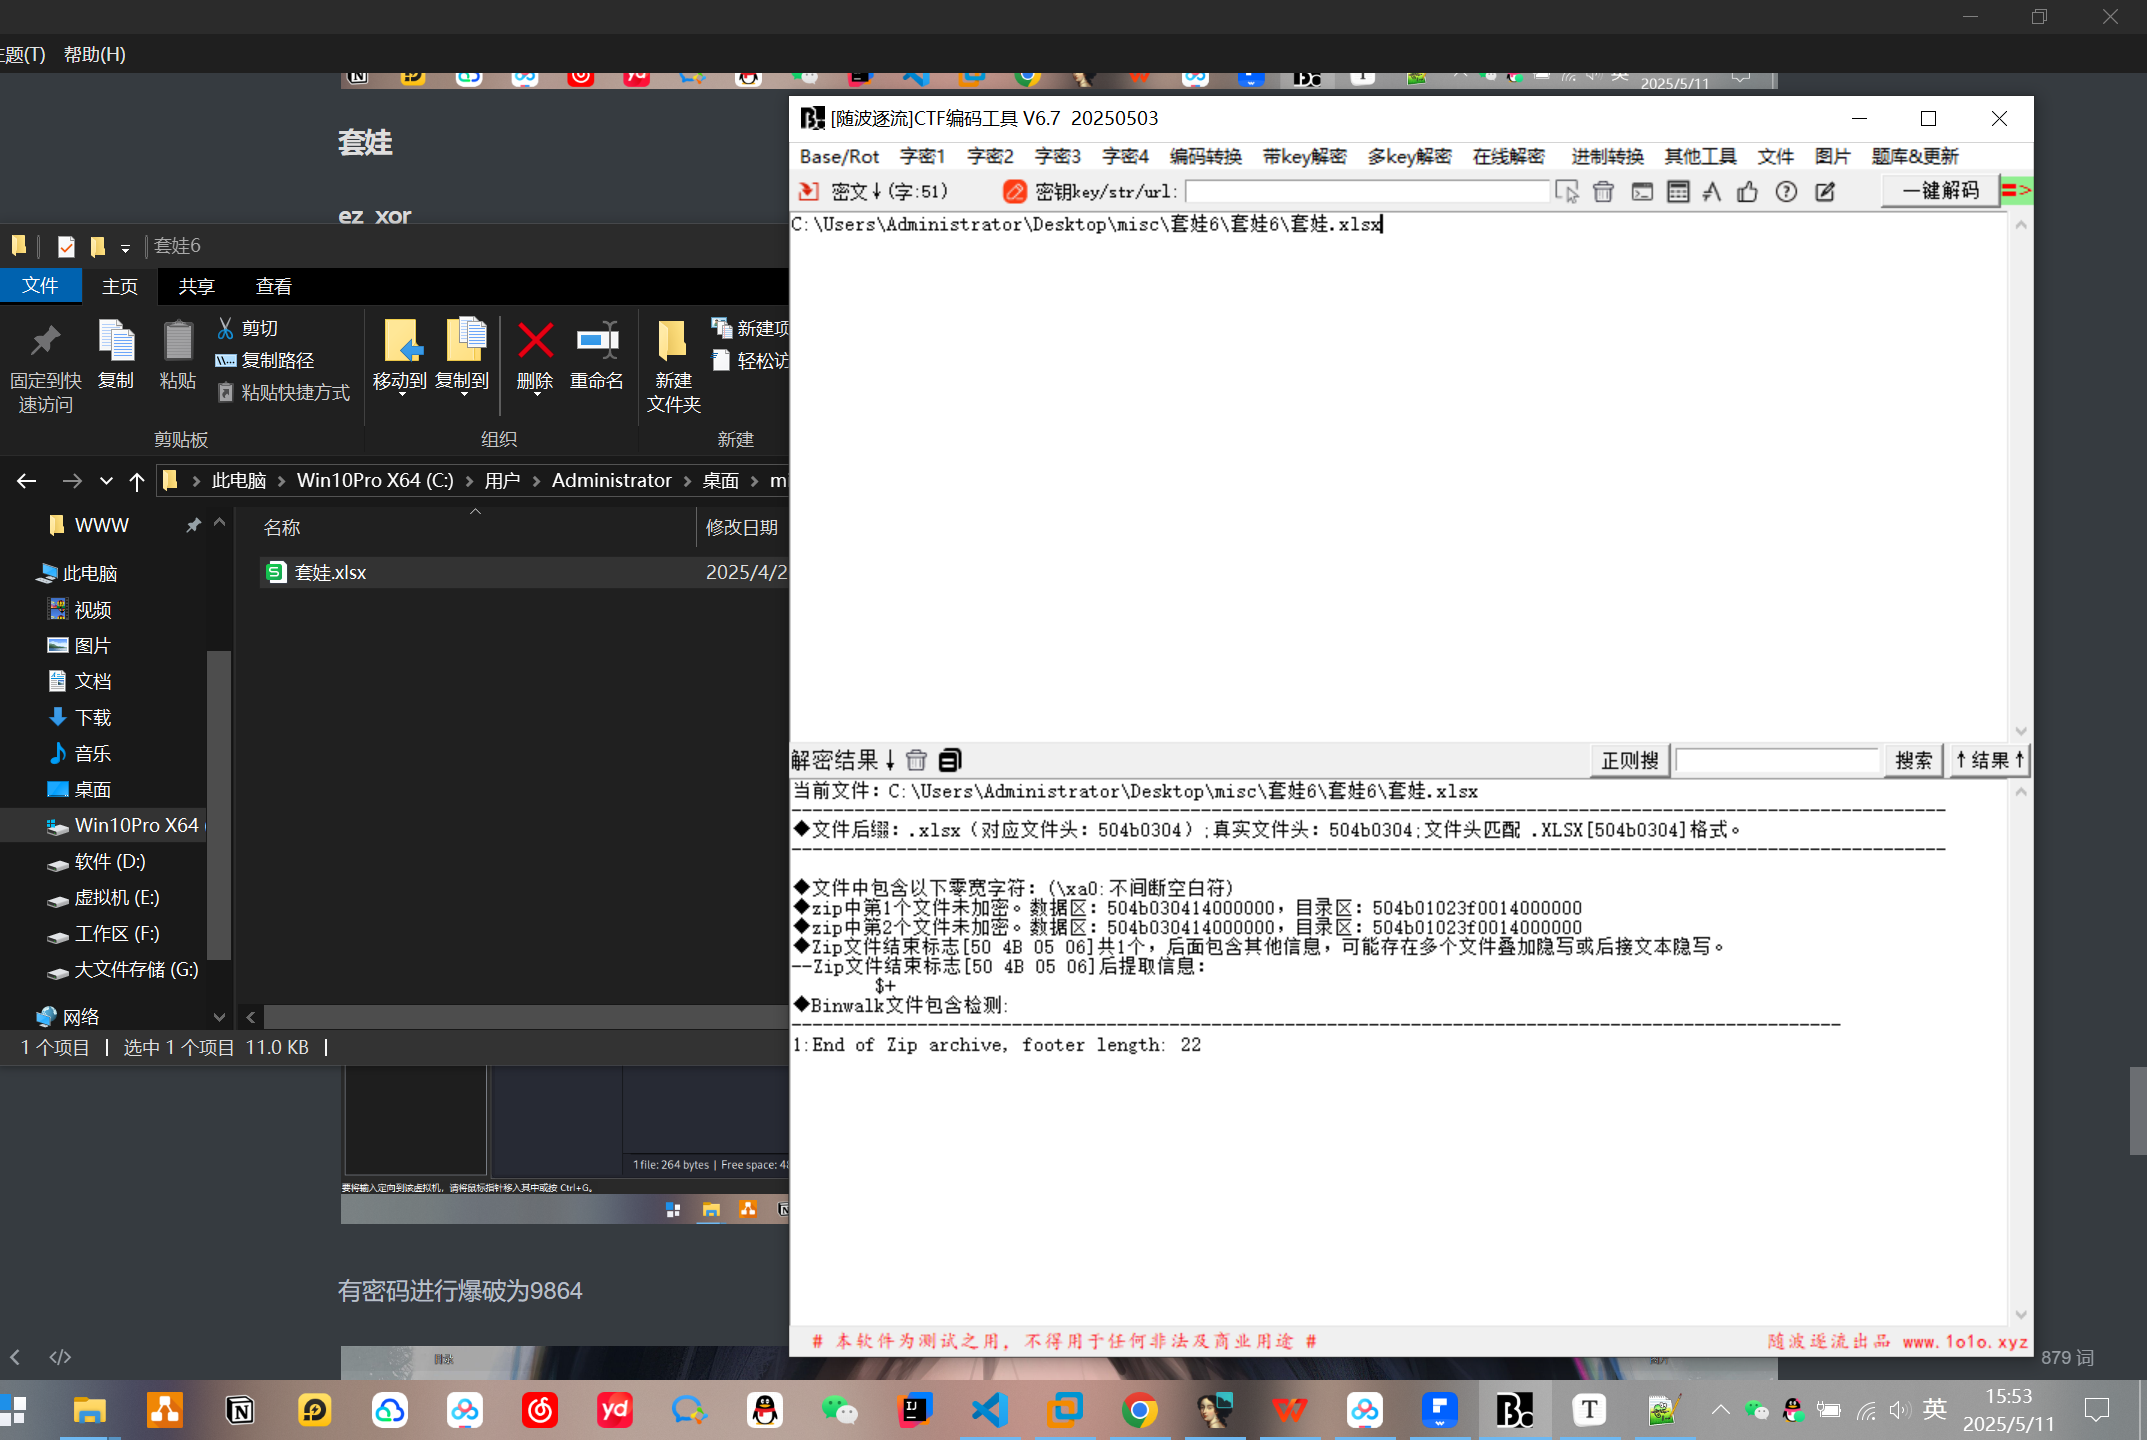 主题(T) 帮助(H)
2025/5/11
套娃
ez_xor
套娃6
文件 主页 共享 查看
固定到快速访问
复制
粘贴
剪切
复制路径
粘贴快捷方式
移动到 复制到
删除 重命名
新建
文件夹
新建项
轻松访
剪贴板 组织 新建
此电脑 Win10Pro X64 (C:) 用户 Administrator 桌面 mi
名称 修改日期
套娃.xlsx 2025/4/2
WWW
此电脑
视频
图片
文档
下载
音乐
桌面
Win10Pro X64
软件 (D:)
虚拟机 (E:)
工作区 (F:)
大文件存储 (G:)
网络
1 个项目 选中 1 个项目 11.0 KB
[随波逐流]CTF编码工具 V6.7 20250503
Base/Rot 字密1 字密2 字密3 字密4 编码转换 带key解密 多key解密 在线解密 进制转换 其他工具 文件 图片 题库&更新
密文↓(字:51) 密钥key/str/url: 一键解码 =>
C:\Users\Administrator\Desktop\misc\套娃6\套娃6\套娃.xlsx
解密结果↓ 正则搜 搜索 ↑结果↑
当前文件: C:\Users\Administrator\Desktop\misc\套娃6\套娃6\套娃.xlsx
◆文件后缀: .xlsx (对应文件头: 504b0304) ;真实文件头: 504b0304;文件头匹配 .XLSX[504b0304]格式。
◆文件中包含以下零宽字符: (\xa0:不间断空白符)
◆zip中第1个文件未加密。数据区: 504b030414000000, 目录区: 504b01023f0014000000
◆zip中第2个文件未加密。数据区: 504b030414000000, 目录区: 504b01023f0014000000
◆Zip文件结束标志[50 4B 05 06]共1个, 后面包含其他信息, 可能存在多个文件叠加隐写或后接文本隐写。
--Zip文件结束标志[50 4B 05 06]后提取信息:
$+
◆Binwalk文件包含检测:
1:End of Zip archive, footer length: 22
# 本软件为测试之用, 不得用于任何非法及商业用途 #
随波逐流出品 www.1o1o.xyz
1 file: 264 bytes | Free space: 48
要将输入定向到该虚拟机,请将鼠标指针移入其中或按 Ctrl+G。
有密码进行爆破为9864
879 词
英
15:53
2025/5/11